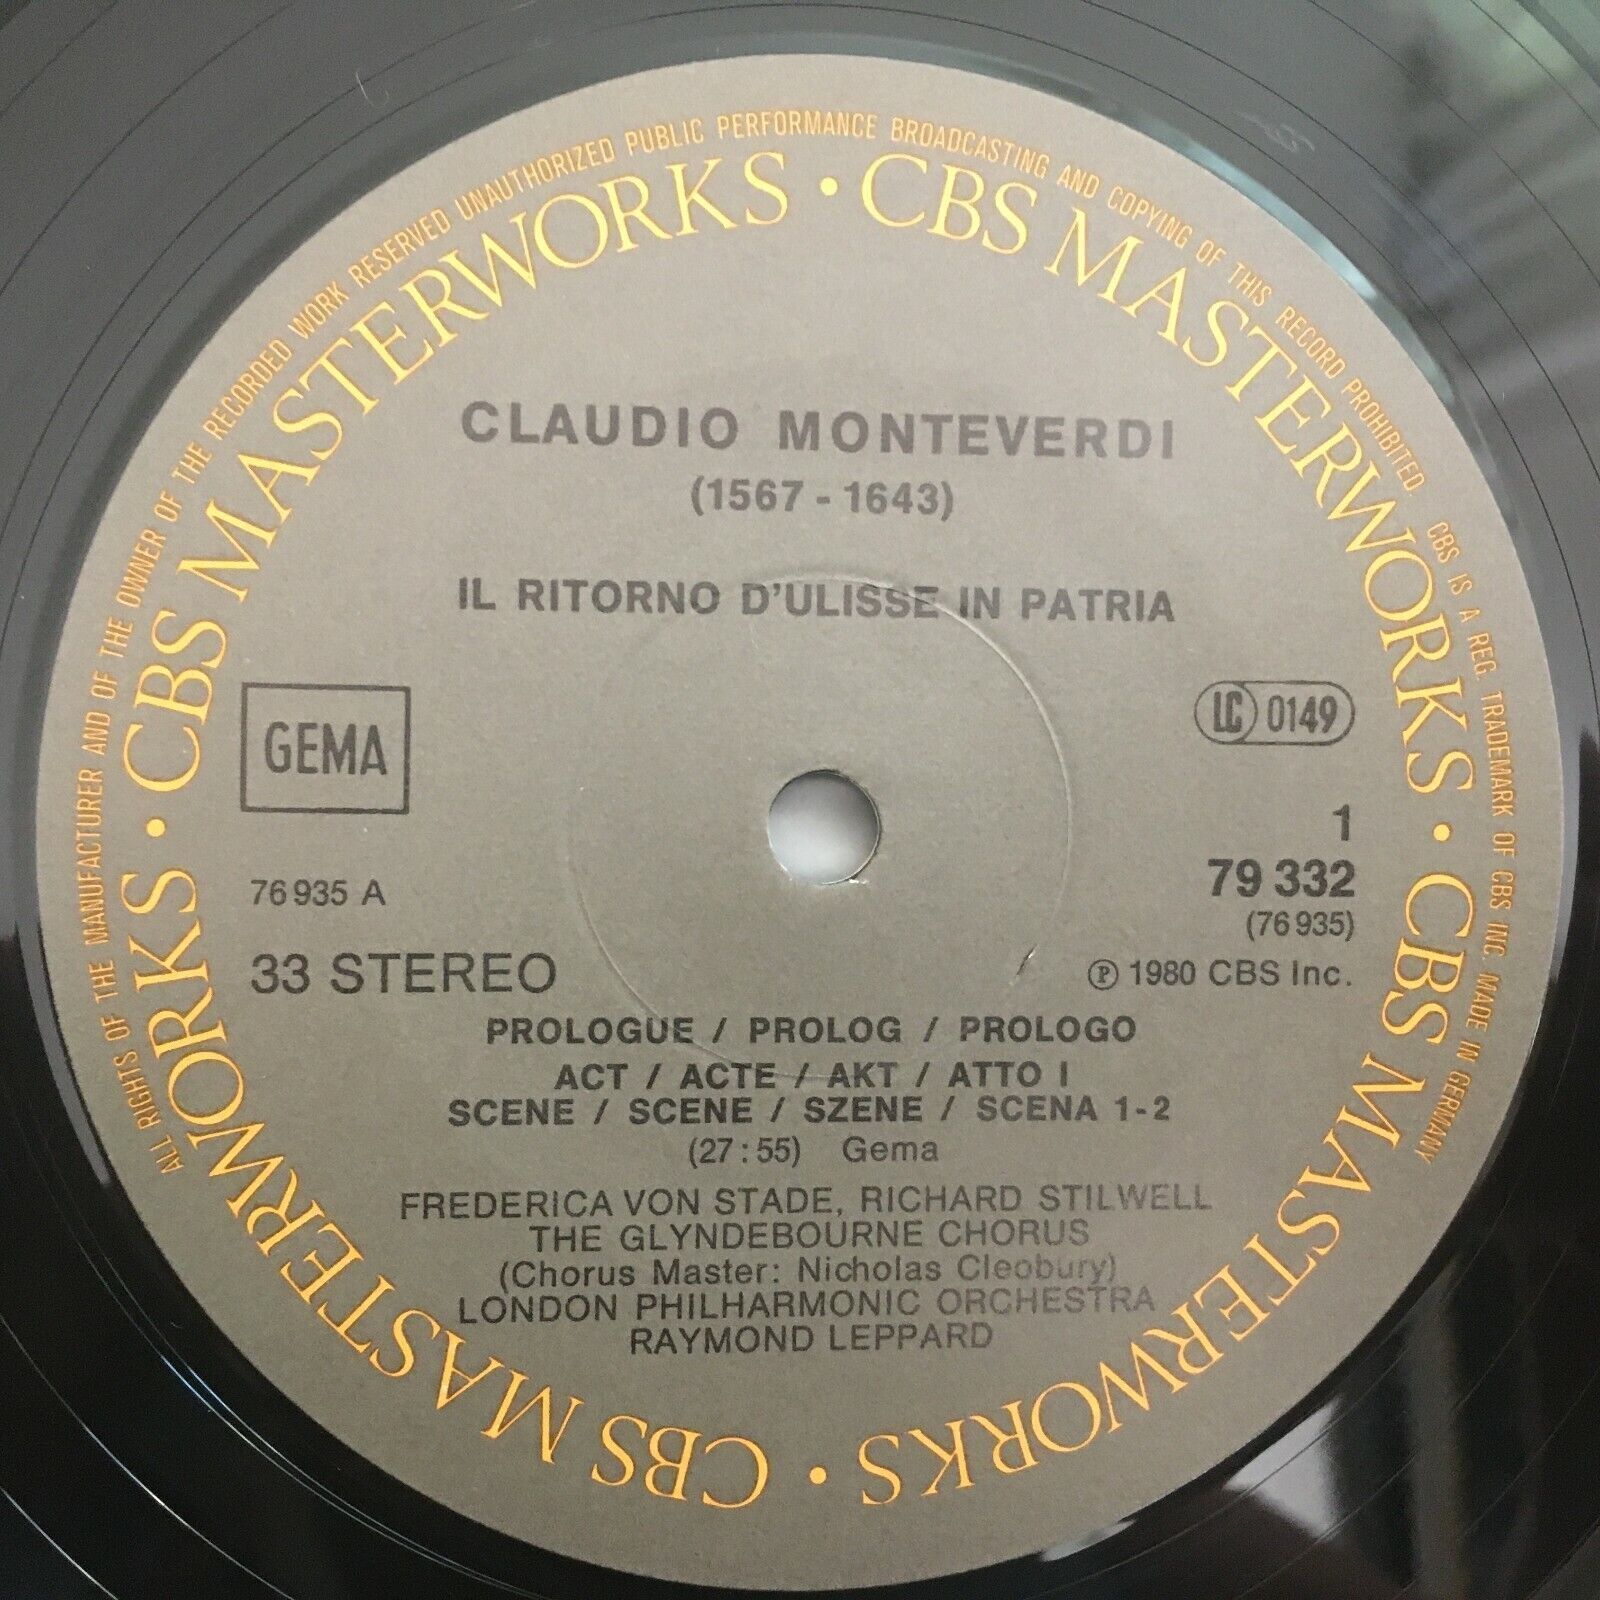 ALL RIGHTS OF THE MANUFACTURER AND OF THE OWNER OF THE RECORDED WORK RESERVED UNAUTHORIZED PUBLIC PERFORMANCE BROADCASTING AND COPYING OF THIS RECORD PROHIBITED CBS IS A REG. TRADEMARK OF CBS INC. MADE IN GERMANY
CBS MASTERWORKS · CBS MASTERWORKS · CBS MASTERWORKS · CBS MASTERWORKS ·
CLAUDIO MONTEVERDI
(1567 - 1643)
IL RITORNO D'ULISSE IN PATRIA
GEMA
LC 0149
1
76 935 A
79 332
(76 935)
33 STEREO
℗ 1980 CBS Inc.
PROLOGUE / PROLOG / PROLOGO
ACT / ACTE / AKT / ATTO I
SCENE / SCENE / SZENE / SCENA 1-2
(27:55) Gema
FREDERICA VON STADE, RICHARD STILWELL
THE GLYNDEBOURNE CHORUS
(Chorus Master: Nicholas Cleobury)
LONDON PHILHARMONIC ORCHESTRA
RAYMOND LEPPARD